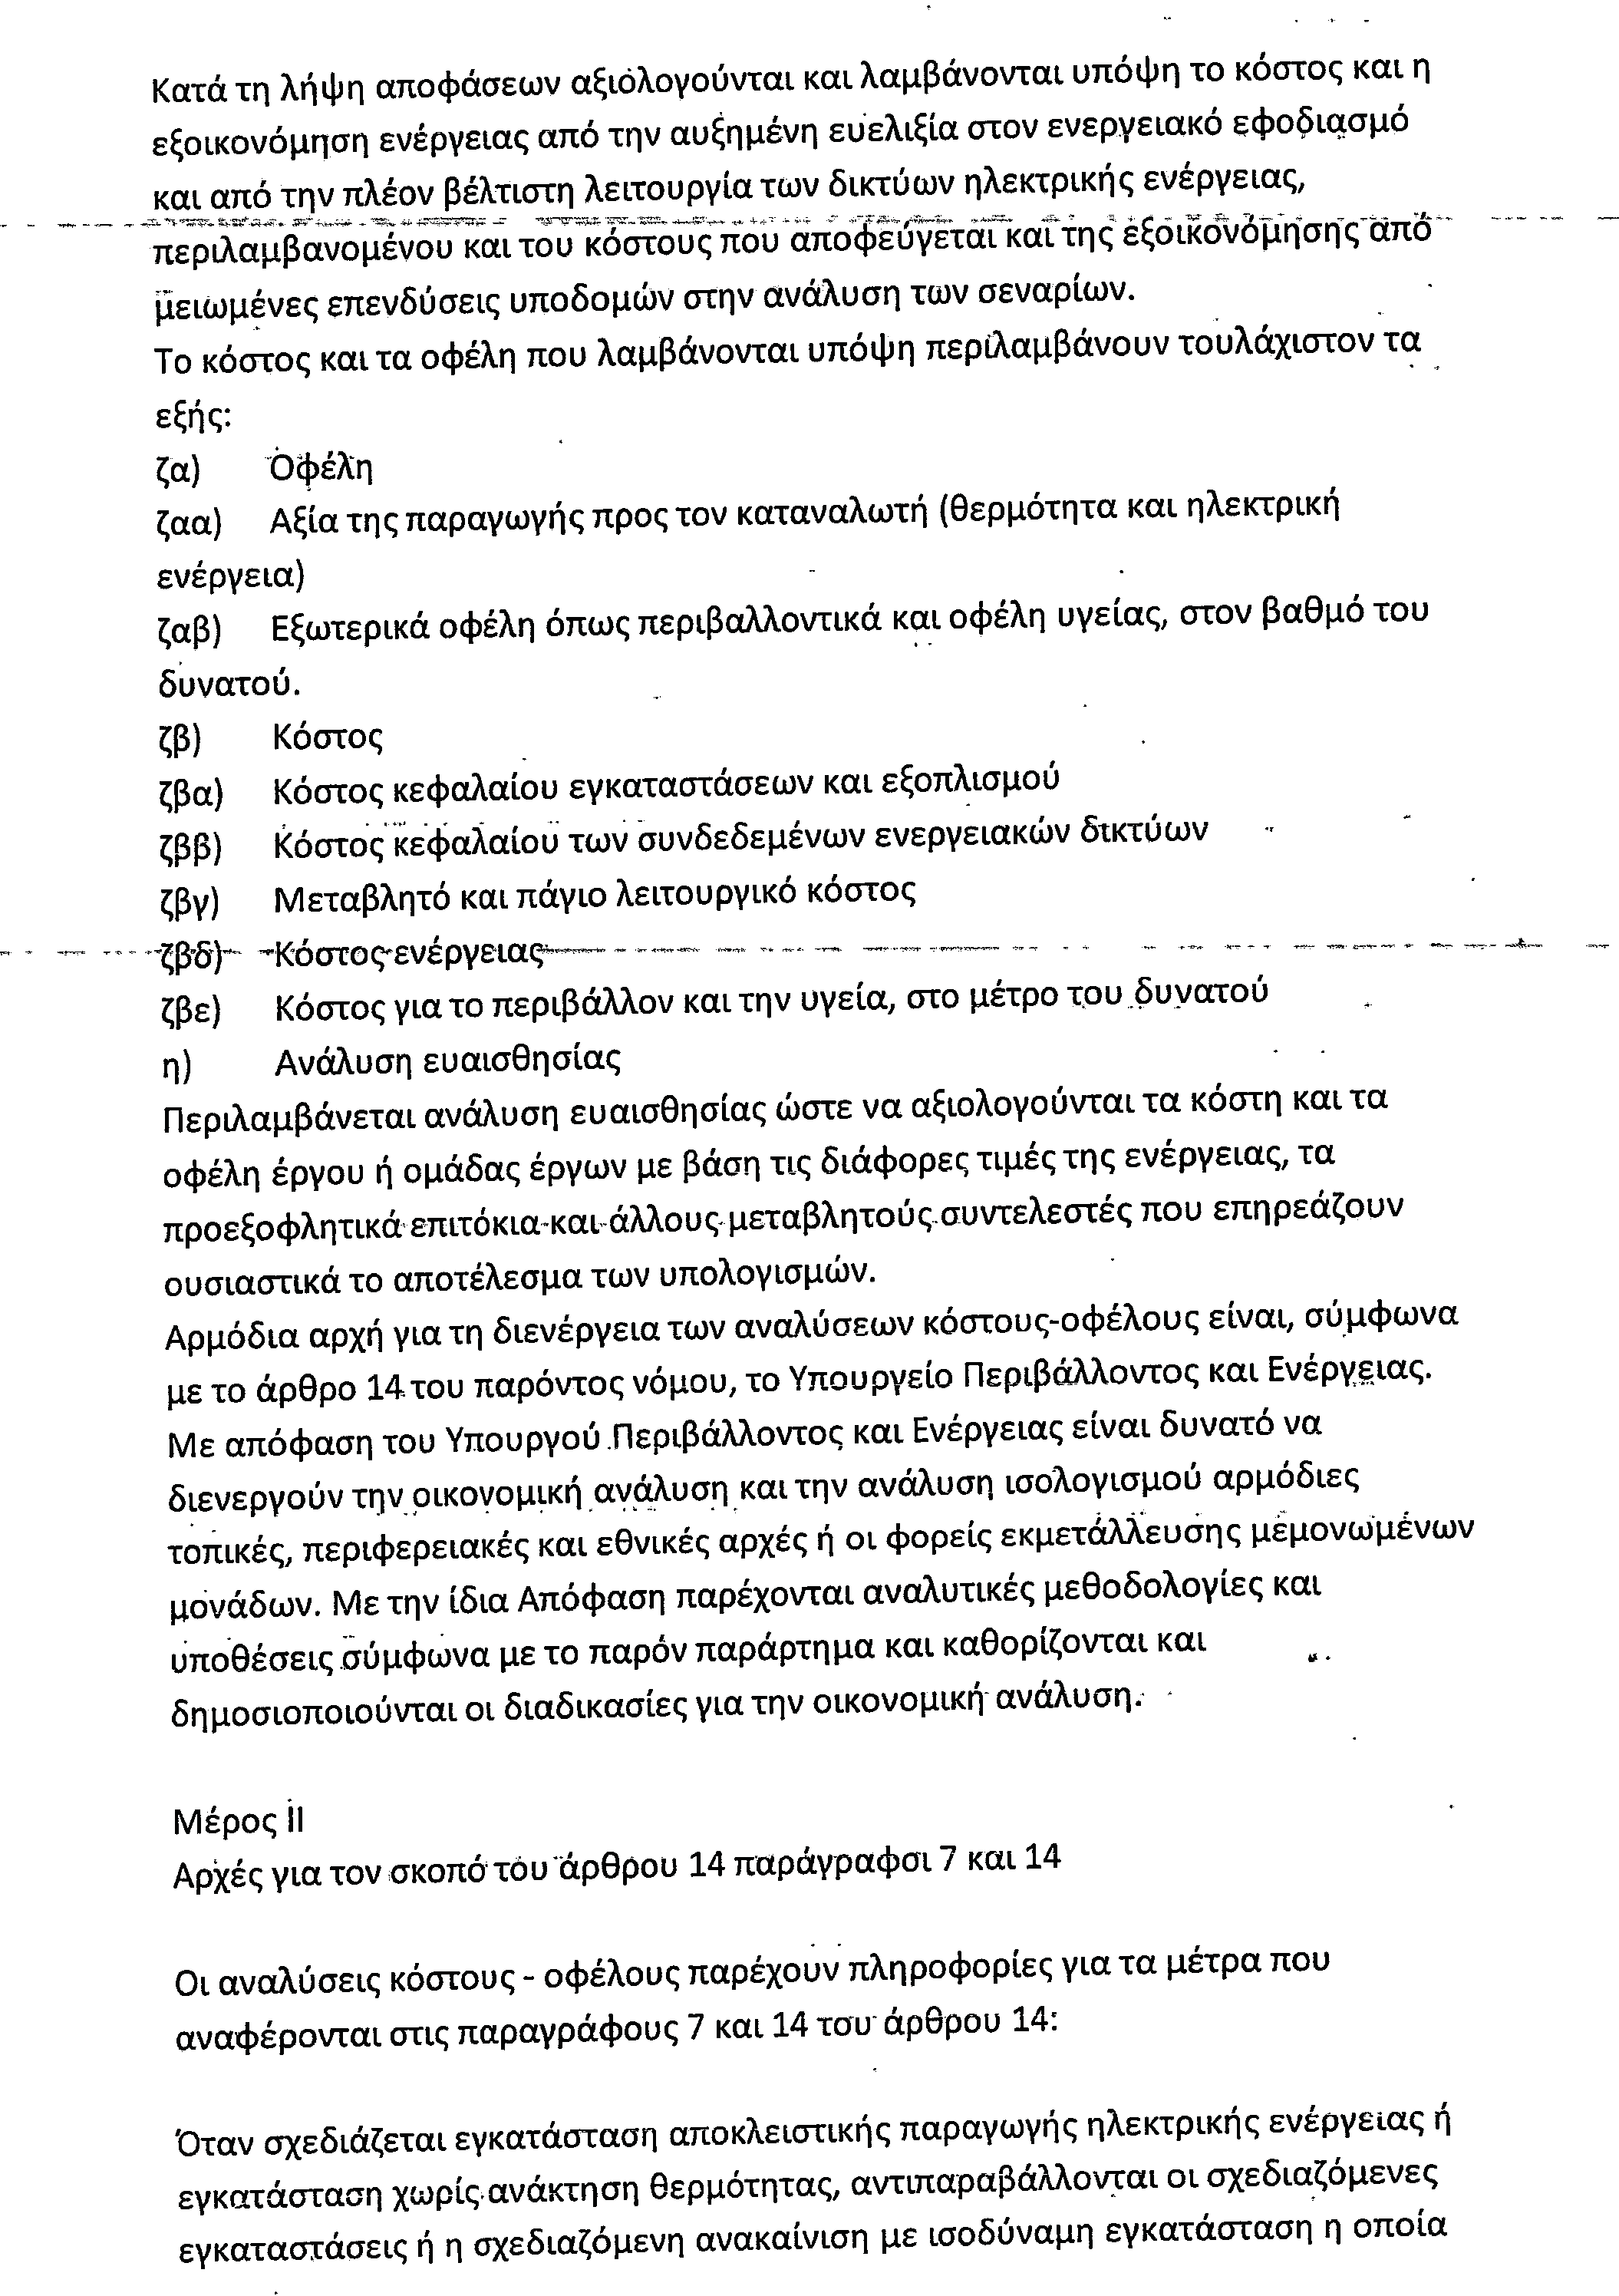 Κατά τη λήψη αποφάσεων αξιολογούνται και λαμβάνονται υπόψη το κόστος και η
εξοικονόμηση ενέργειας από την αυξημένη ευελιξία στον ενεργειακό εφοδιασμό
και από την πλέον βέλτιστη λειτουργία των δικτύων ηλεκτρικής ενέργειας,
περιλαμβανομένου και του κόστους που αποφεύγεται και της εξοικονόμησης από
μειωμένες επενδύσεις υποδομών στην ανάλυση των σεναρίων.
Το κόστος και τα οφέλη που λαμβάνονται υπόψη περιλαμβάνουν τουλάχιστον τα
εξής:
ζα) Οφέλη
ζαα) Αξία της παραγωγής προς τον καταναλωτή (θερμότητα και ηλεκτρική
ενέργεια)
ζαβ) Εξωτερικά οφέλη όπως περιβαλλοντικά και οφέλη υγείας, στον βαθμό του
δυνατού.
ζβ) Κόστος
ζβα) Κόστος κεφαλαίου εγκαταστάσεων και εξοπλισμού
ζββ) Κόστος κεφαλαίου των συνδεδεμένων ενεργειακών δικτύων
ζβγ) Μεταβλητό και πάγιο λειτουργικό κόστος
ζβδ) Κόστος ενέργειας
ζβε) Κόστος για το περιβάλλον και την υγεία, στο μέτρο του δυνατού
η) Ανάλυση ευαισθησίας
Περιλαμβάνεται ανάλυση ευαισθησίας ώστε να αξιολογούνται τα κόστη και τα
οφέλη έργου ή ομάδας έργων με βάση τις διάφορες τιμές της ενέργειας, τα
προεξοφλητικά επιτόκια και άλλους μεταβλητούς συντελεστές που επηρεάζουν
ουσιαστικά το αποτέλεσμα των υπολογισμών.
Αρμόδια αρχή για τη διενέργεια των αναλύσεων κόστους-οφέλους είναι, σύμφωνα
με το άρθρο 14 του παρόντος νόμου, το Υπουργείο Περιβάλλοντος και Ενέργειας.
Με απόφαση του Υπουργού Περιβάλλοντος και Ενέργειας είναι δυνατό να
διενεργούν την οικονομική ανάλυση και την ανάλυση ισολογισμού αρμόδιες
τοπικές, περιφερειακές και εθνικές αρχές ή οι φορείς εκμετάλλευσης μεμονωμένων
μονάδων. Με την ίδια Απόφαση παρέχονται αναλυτικές μεθοδολογίες και
υποθέσεις σύμφωνα με το παρόν παράρτημα και καθορίζονται και
δημοσιοποιούνται οι διαδικασίες για την οικονομική ανάλυση.
Μέρος ΙΙ
Αρχές για τον σκοπό του άρθρου 14 παράγραφοι 7 και 14
Οι αναλύσεις κόστους - οφέλους παρέχουν πληροφορίες για τα μέτρα που
αναφέρονται στις παραγράφους 7 και 14 του άρθρου 14:
Όταν σχεδιάζεται εγκατάσταση αποκλειστικής παραγωγής ηλεκτρικής ενέργειας ή
εγκατάσταση χωρίς ανάκτηση θερμότητας, αντιπαραβάλλονται οι σχεδιαζόμενες
εγκαταστάσεις ή η σχεδιαζόμενη ανακαίνιση με ισοδύναμη εγκατάσταση η οποία